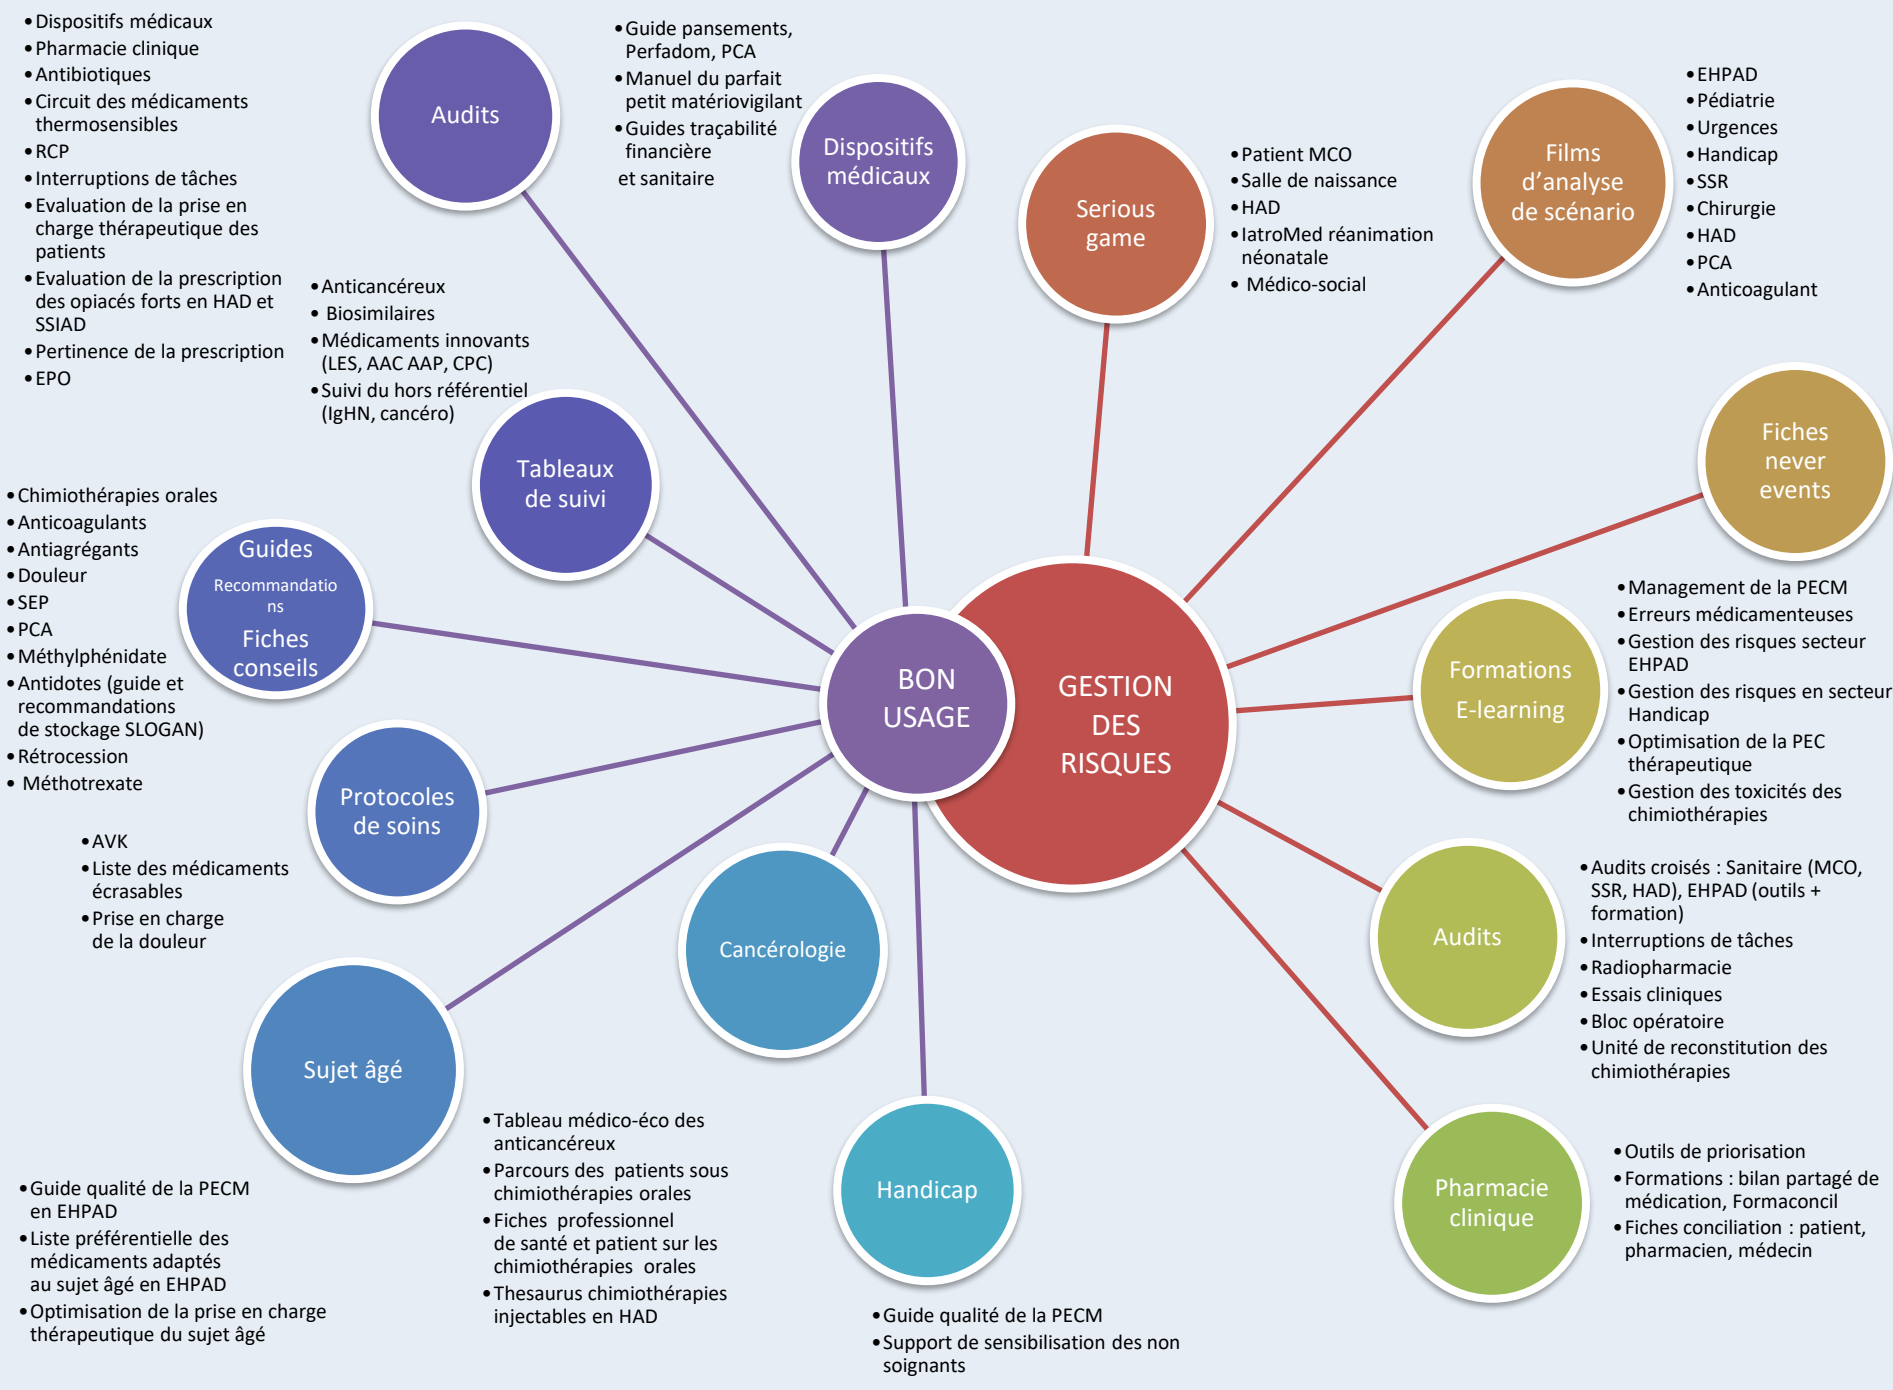 •Dispositifs médicaux
•Pharmacie clinique
•Antibiotiques
•Circuit des médicaments
thermosensibles
•RCP
•Interruptions de tâches
•Evaluation de la prise en
charge thérapeutique des
patients
•Evaluation de la prescription
des opiacés forts en HAD et
SSIAD
•Pertinence de la prescription
•EPO
Audits
•Guide pansements,
Perfadom, PCA
•Manuel du parfait
petit matériovigilant
•Guides traçabilité
financière
et sanitaire
Dispositifs
médicaux
Serious
game
•Patient MCO
•Salle de naissance
•HAD
•IatroMed réanimation
néonatale
• Médico-social
Films
d’analyse
de scénario
•EHPAD
•Pédiatrie
•Urgences
•Handicap
•SSR
•Chirurgie
•HAD
•PCA
•Anticoagulant
•Anticancéreux
• Biosimilaires
•Médicaments innovants
(LES, AAC AAP, CPC)
•Suivi du hors référentiel
(IgHN, cancéro)
Tableaux
de suivi
Fiches
never
events
•Chimiothérapies orales
•Anticoagulants
•Antiagrégants
•Douleur
•SEP
•PCA
•Méthylphénidate
•Antidotes (guide et
recommandations
de stockage SLOGAN)
•Rétrocession
• Méthotrexate
Guides
Recommandatio
ns
Fiches
conseils
BON
USAGE
GESTION
DES
RISQUES
Formations
E-learning
•Management de la PECM
•Erreurs médicamenteuses
•Gestion des risques secteur
EHPAD
•Gestion des risques en secteur
Handicap
•Optimisation de la PEC
thérapeutique
•Gestion des toxicités des
chimiothérapies
Protocoles
de soins
•AVK
•Liste des médicaments
écrasables
•Prise en charge
de la douleur
Cancérologie
Audits
•Audits croisés : Sanitaire (MCO,
SSR, HAD), EHPAD (outils +
formation)
•Interruptions de tâches
•Radiopharmacie
•Essais cliniques
•Bloc opératoire
•Unité de reconstitution des
chimiothérapies
Sujet âgé
•Guide qualité de la PECM
en EHPAD
•Liste préférentielle des
médicaments adaptés
au sujet âgé en EHPAD
•Optimisation de la prise en charge
thérapeutique du sujet âgé
•Tableau médico-éco des
anticancéreux
•Parcours des patients sous
chimiothérapies orales
•Fiches professionnel
de santé et patient sur les
chimiothérapies orales
•Thesaurus chimiothérapies
injectables en HAD
Handicap
•Guide qualité de la PECM
•Support de sensibilisation des non
soignants
Pharmacie
clinique
•Outils de priorisation
•Formations : bilan partagé de
médication, Formaconcil
•Fiches conciliation : patient,
pharmacien, médecin